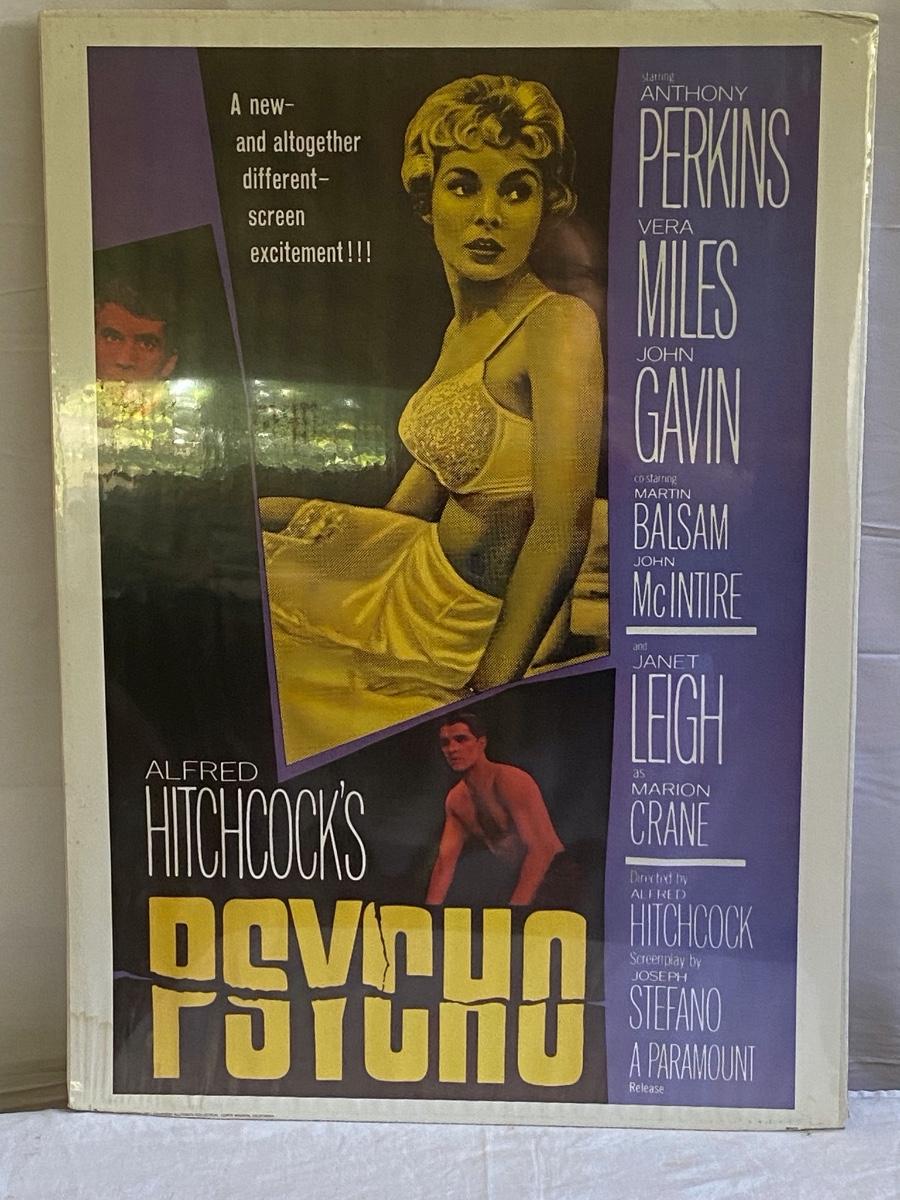 A new-
and altogether
different-
screen
excitement!!!
starring
ANTHONY
PERKINS
VERA
MILES
JOHN
GAVIN
co-starring
MARTIN
BALSAM
JOHN
McINTIRE
and
JANET
LEIGH
as
MARION
CRANE
Directed by
ALFRED
HITCHCOCK
Screenplay by
JOSEPH
STEFANO
A PARAMOUNT
Release
ALFRED
HITCHCOCK'S
PSYCHO